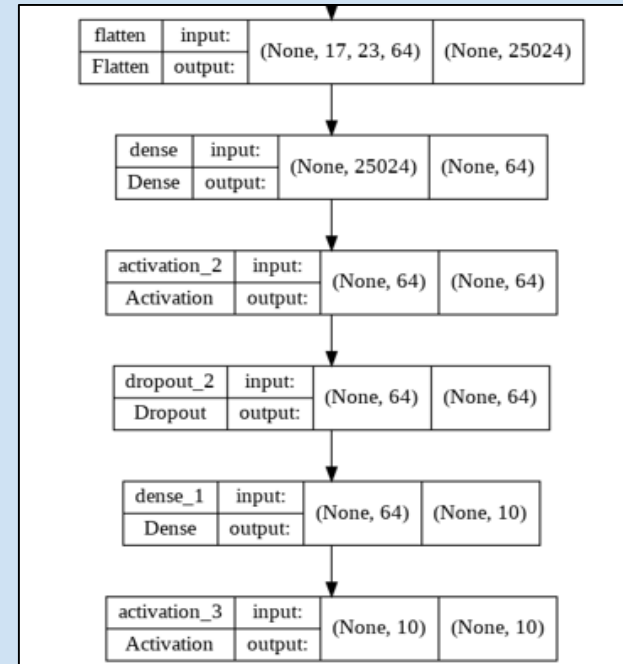 flatten input: (None, 17, 23, 64) (None, 25024)
Flatten output:
dense input: (None, 25024) (None, 64)
Dense output:
activation_2 input: (None, 64) (None, 64)
Activation output:
dropout_2 input: (None, 64) (None, 64)
Dropout output:
dense_1 input: (None, 64) (None, 10)
Dense output:
activation_3 input: (None, 10) (None, 10)
Activation output: